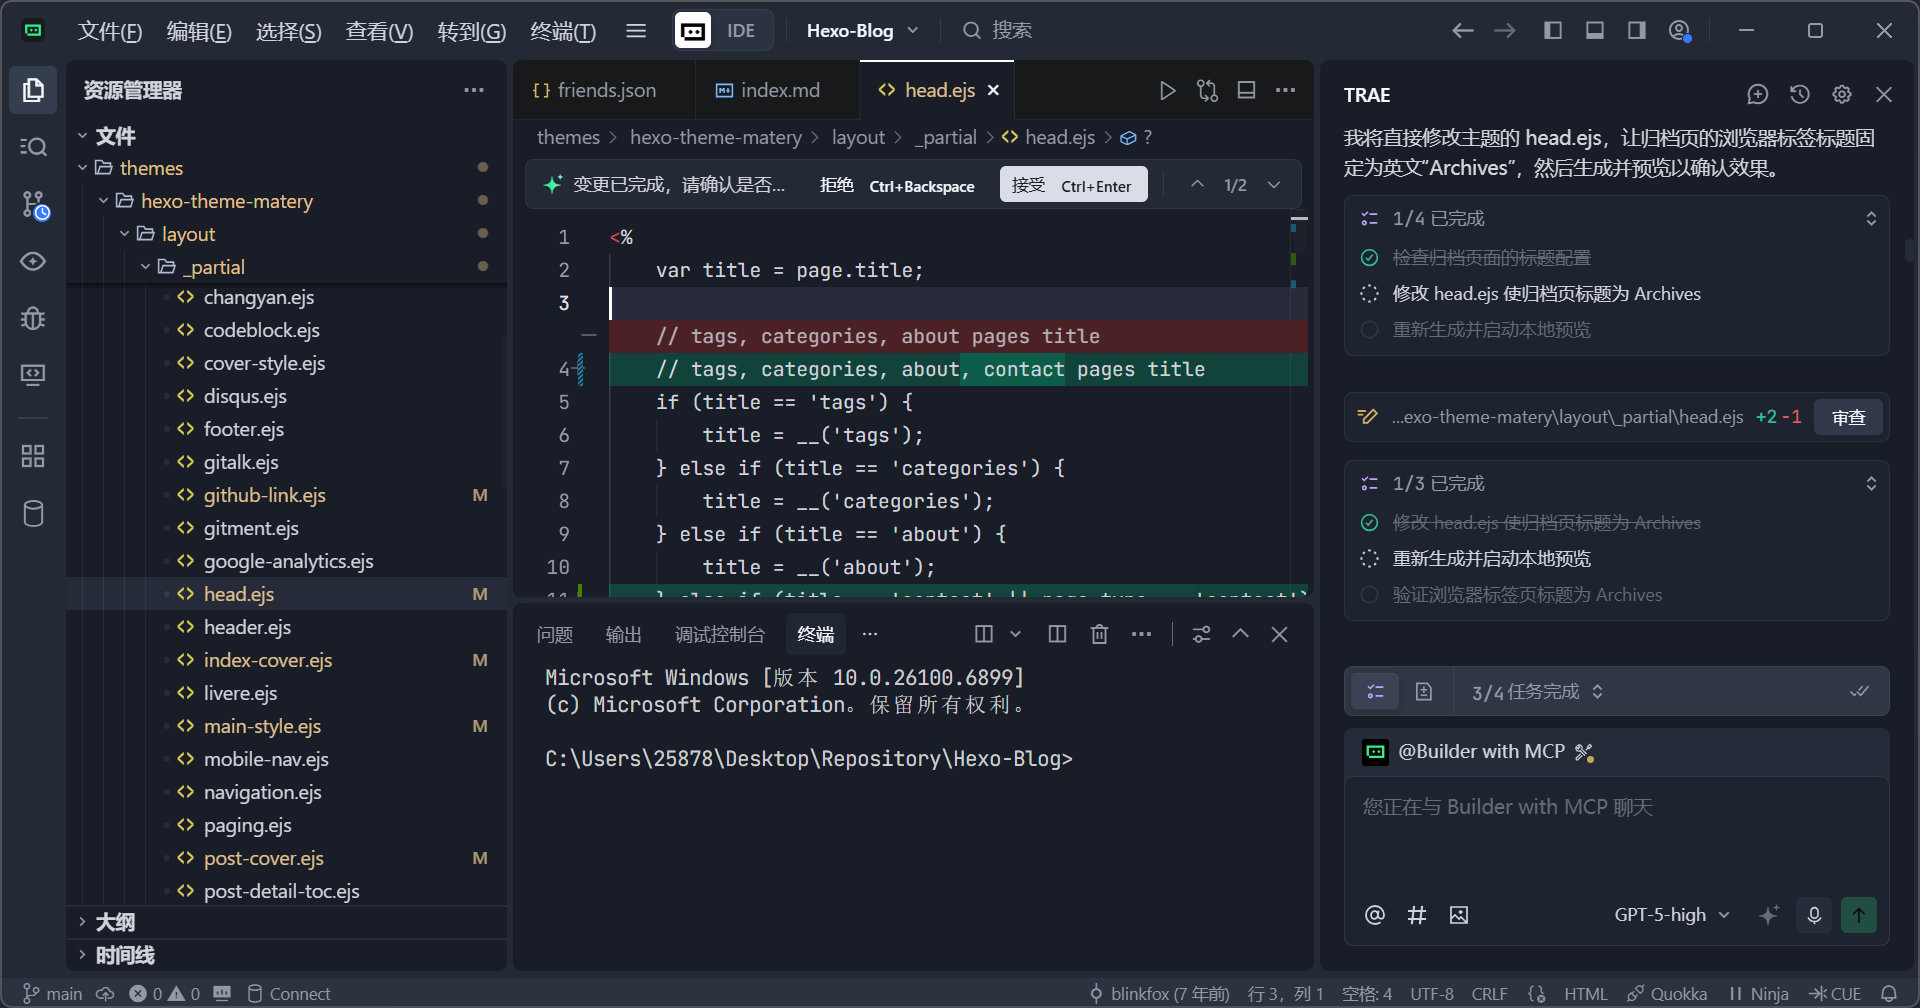 文件(F) 编辑(E) 选择(S) 查看(V) 转到(G) 终端(T) IDE Hexo-Blog 搜索
资源管理器
文件
themes
hexo-theme-matery
layout
_partial
changyan.ejs
codeblock.ejs
cover-style.ejs
disqus.ejs
footer.ejs
gitalk.ejs
github-link.ejs M
gitment.ejs
google-analytics.ejs
head.ejs M
header.ejs
index-cover.ejs M
livere.ejs
main-style.ejs M
mobile-nav.ejs
navigation.ejs
paging.ejs
post-cover.ejs M
post-detail-toc.ejs
大纲
时间线
friends.json index.md head.ejs
themes > hexo-theme-matery > layout > _partial > head.ejs > ?
变更已完成，请确认是否... 拒绝 Ctrl+Backspace 接受 Ctrl+Enter 1/2
1 <%
2 var title = page.title;
3
// tags, categories, about pages title
4 // tags, categories, about, contact pages title
5 if (title == 'tags') {
6 title = __('tags');
7 } else if (title == 'categories') {
8 title = __('categories');
9 } else if (title == 'about') {
10 title = __('about');
问题 输出 调试控制台 终端
Microsoft Windows [版本 10.0.26100.6899]
(c) Microsoft Corporation。保留所有权利。
C:\Users\25878\Desktop\Repository\Hexo-Blog>
TRAE
我将直接修改主题的 head.ejs，让归档页的浏览器标签标题固
定为英文“Archives”，然后生成并预览以确认效果。
1/4 已完成
检查归档页面的标题配置
修改 head.ejs 使归档页标题为 Archives
重新生成并启动本地预览
...exo-theme-matery\layout\_partial\head.ejs +2 -1 审查
1/3 已完成
修改 head.ejs 使归档页标题为 Archives
重新生成并启动本地预览
验证浏览器标签页标题为 Archives
3/4 任务完成
@Builder with MCP
您正在与 Builder with MCP 聊天
GPT-5-high
main 0 0 Connect blinkfox (7 年前) 行 3，列 1 空格: 4 UTF-8 CRLF HTML Quokka Ninja CUE